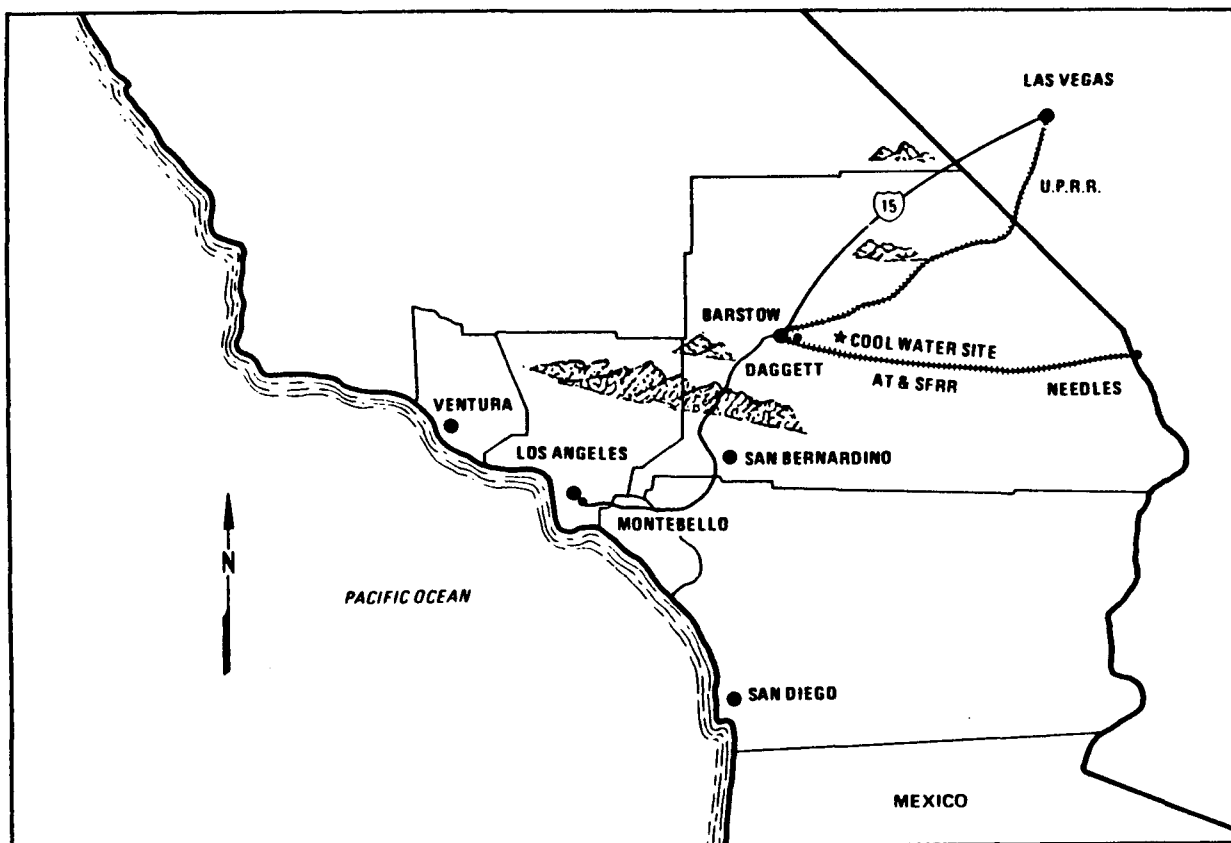 LAS VEGAS
U.P.R.R.
15
BARSTOW
COOL WATER SITE
DAGGETT
AT & SFRR
NEEDLES
VENTURA
LOS ANGELES
SAN BERNARDINO
MONTEBELLO
N
PACIFIC OCEAN
SAN DIEGO
MEXICO